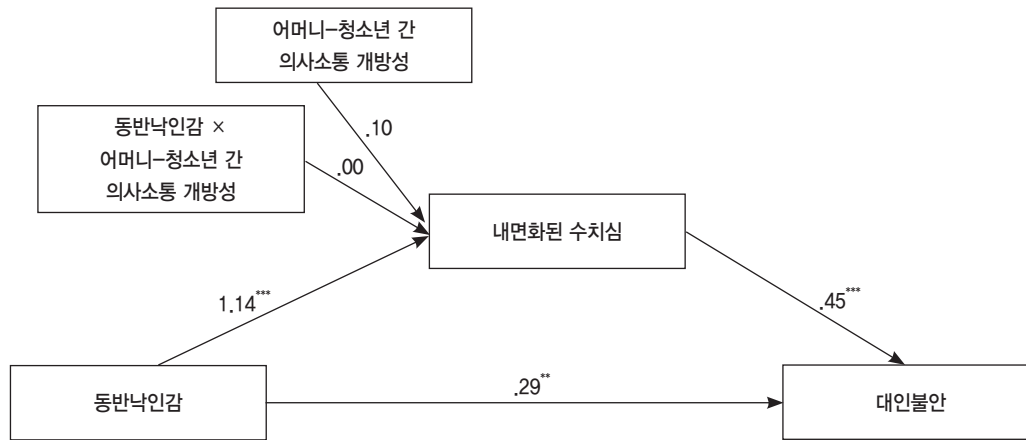 어머니-청소년 간
의사소통 개방성
동반낙인감 ×
어머니-청소년 간
의사소통 개방성
.10
.00
내면화된 수치심
1.14***
.45***
동반낙인감
.29**
대인불안